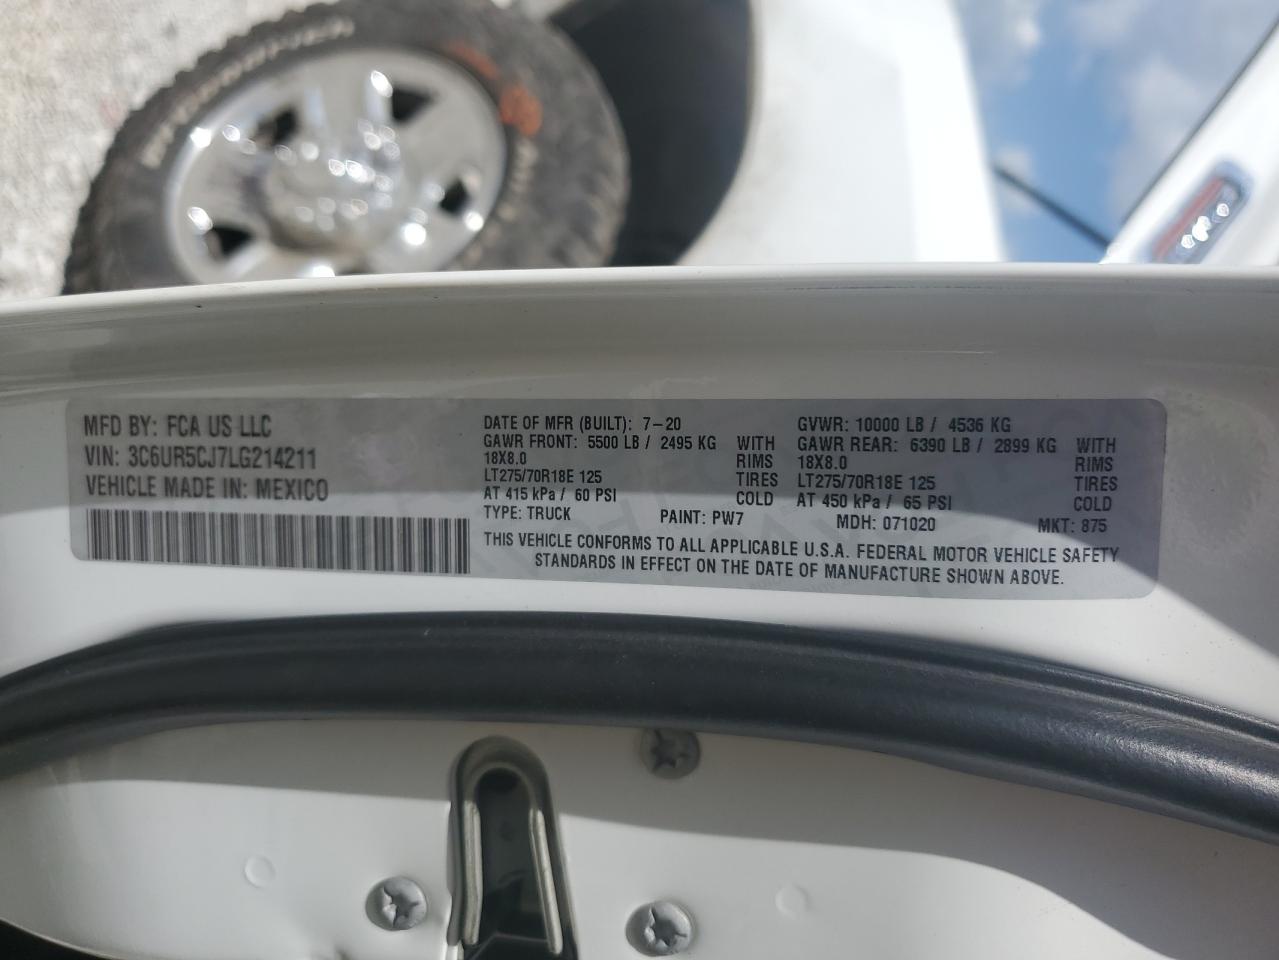 MFD BY: FCA US LLC
VIN: 3C6UR5CJ7LG214211
VEHICLE MADE IN: MEXICO
DATE OF MFR (BUILT): 7-20
GAWR FRONT: 5500 LB / 2495 KG WITH
18X8.0 RIMS
LT275/70R18E 125 TIRES
AT 415 kPa / 60 PSI COLD
GVWR: 10000 LB / 4536 KG
GAWR REAR: 6390 LB / 2899 KG WITH
18X8.0 RIMS
LT275/70R18E 125 TIRES
AT 450 kPa / 65 PSI COLD
TYPE: TRUCK PAINT: PW7 MDH: 071020 MKT: 875
THIS VEHICLE CONFORMS TO ALL APPLICABLE U.S.A. FEDERAL MOTOR VEHICLE SAFETY
STANDARDS IN EFFECT ON THE DATE OF MANUFACTURE SHOWN ABOVE.